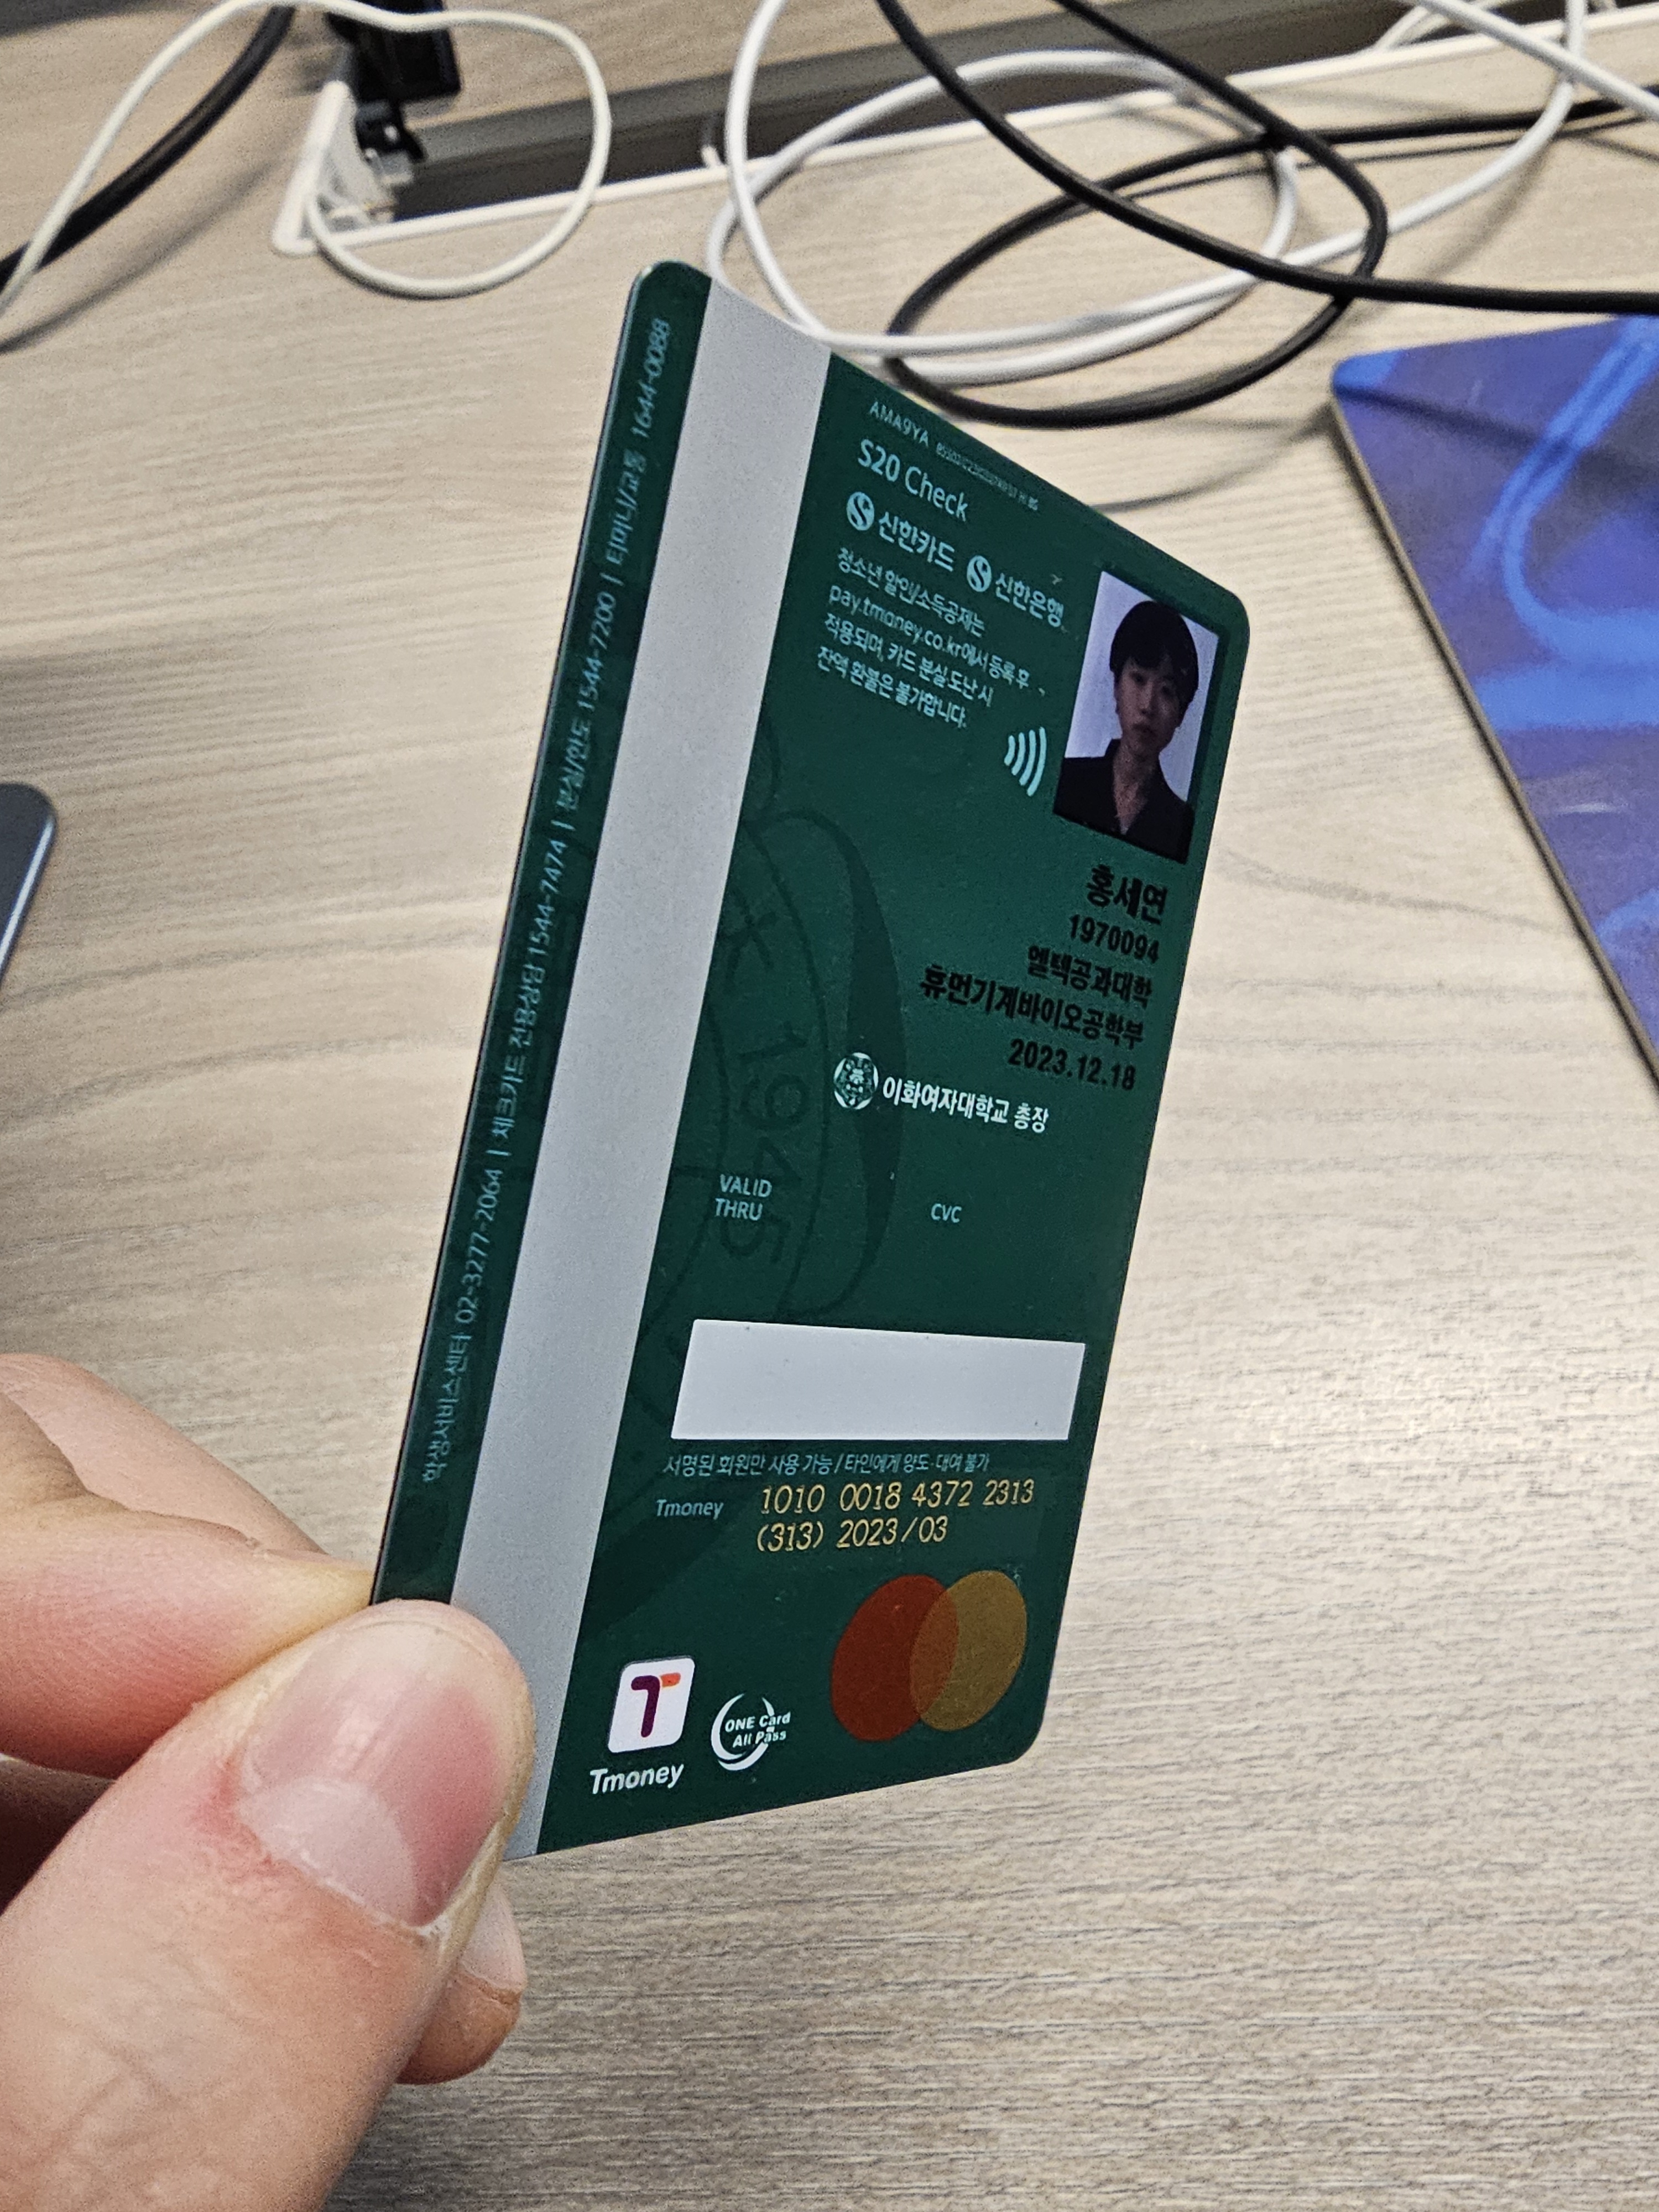 학생서비스센터 02-3277-2064 | 체크카드 전용상담 1544-7474 | 분실/한도 1544-7200 | 티머니/교통 1644-0088
AMA9YA
S20 Check
신한카드 신한은행
청소년 할인/소득공제는
pay.tmoney.co.kr에서 등록 후
적용되며, 카드 분실 도난 시
잔액 환불은 불가합니다.
홍세연
1970094
엘텍공과대학
휴먼기계바이오공학부
2023.12.18
이화여자대학교 총장
1945
VALID
THRU
CVC
서명된 회원만 사용 가능 / 타인에게 양도·대여 불가
Tmoney 1010 0018 4372 2313
(313) 2023/03
T
Tmoney
ONE Card
All Pass